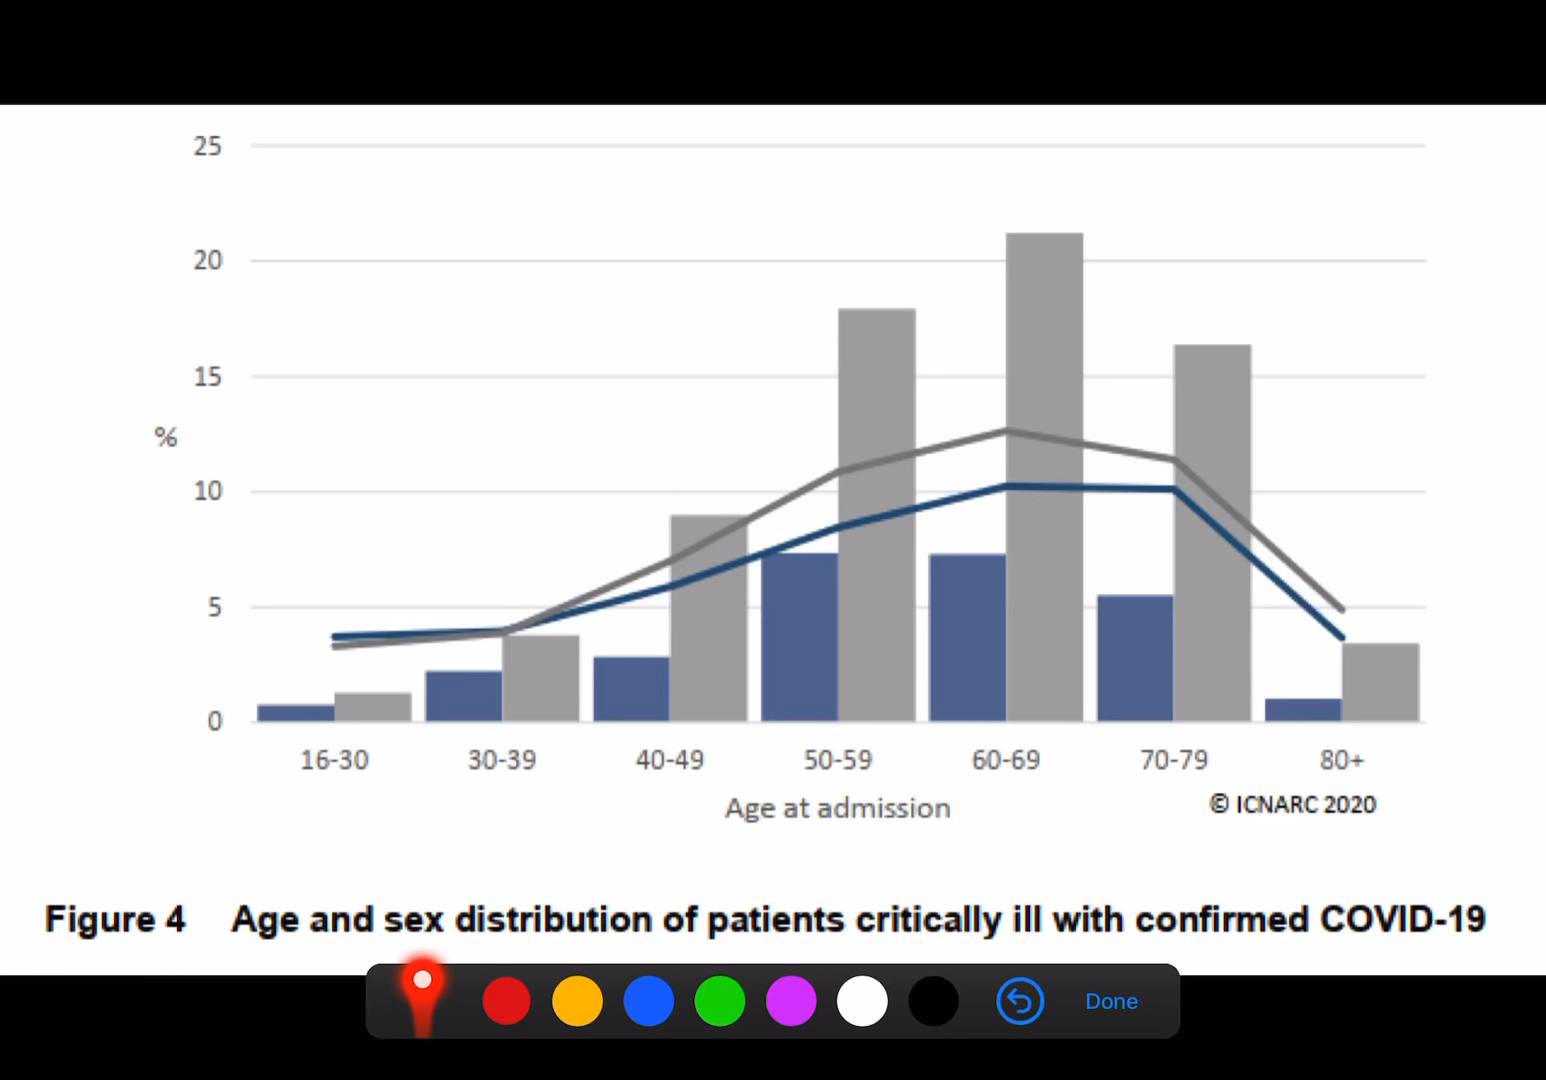 25
20
15
%
10
5
0
16-30 30-39 40-49 50-59 60-69 70-79 80+
Age at admission
© ICNARC 2020
Figure 4 Age and sex distribution of patients critically ill with confirmed COVID-19
Done